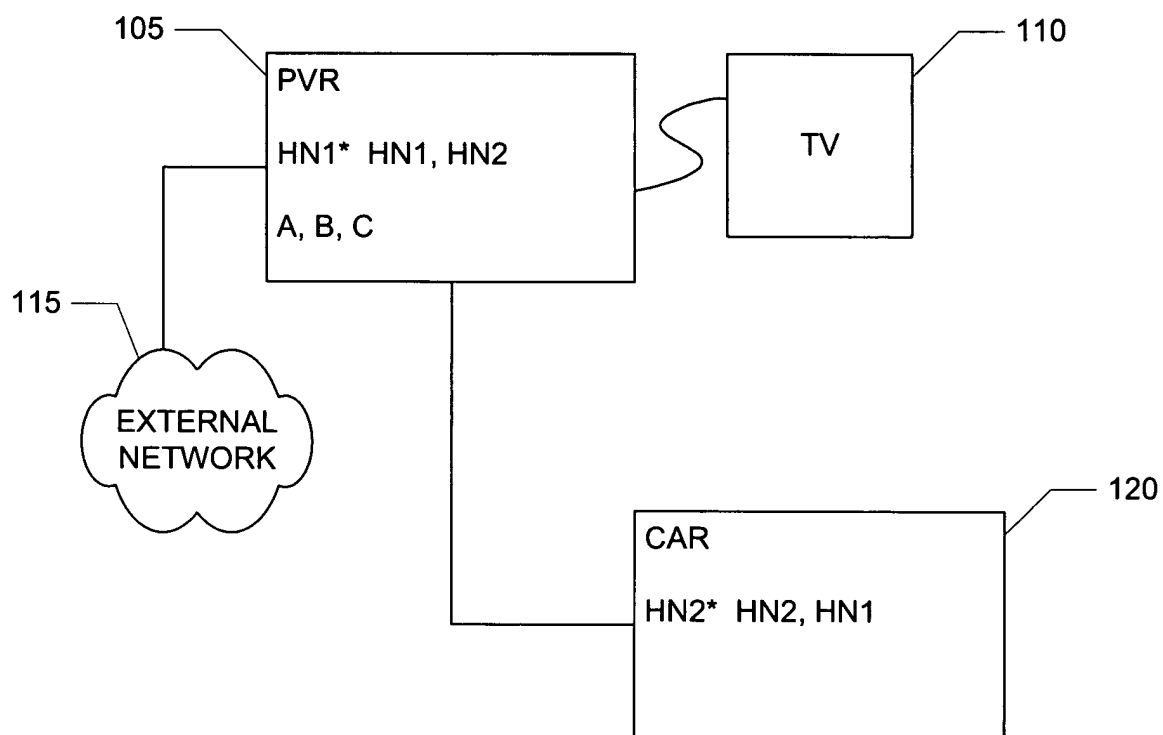 105
PVR
HN1* HN1, HN2
A, B, C
110
TV
115
EXTERNAL
NETWORK
120
CAR
HN2* HN2, HN1